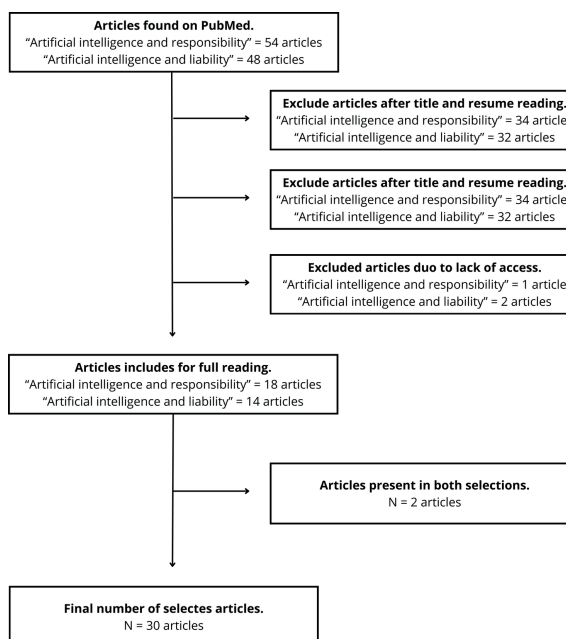 Articles found on PubMed.
“Artificial intelligence and responsibility” = 54 articles
“Artificial intelligence and liability” = 48 articles
Exclude articles after title and resume reading.
“Artificial intelligence and responsibility” = 34 article
“Artificial intelligence and liability” = 32 articles
Exclude articles after title and resume reading.
“Artificial intelligence and responsibility” = 34 article
“Artificial intelligence and liability” = 32 articles
Excluded articles duo to lack of access.
“Artificial intelligence and responsibility” = 1 article
“Artificial intelligence and liability” = 2 articles
Articles includes for full reading.
“Artificial intelligence and responsibility” = 18 articles
“Artificial intelligence and liability” = 14 articles
Articles present in both selections.
N = 2 articles
Final number of selectes articles.
N = 30 articles